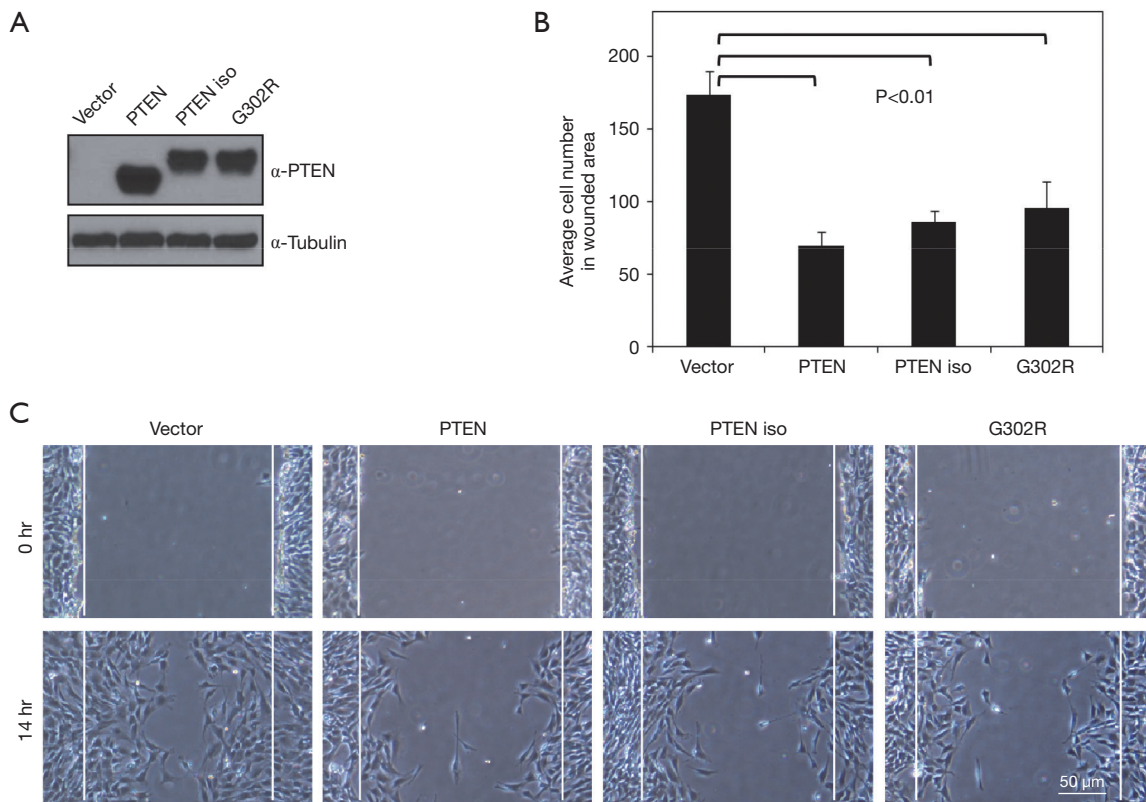 A
Vector
PTEN
PTEN iso
G302R
α-PTEN
α-Tubulin
B
Average cell number
in wounded area
200
150
100
50
0
P<0.01
Vector
PTEN
PTEN iso
G302R
C
Vector
PTEN
PTEN iso
G302R
0 hr
14 hr
50 µm